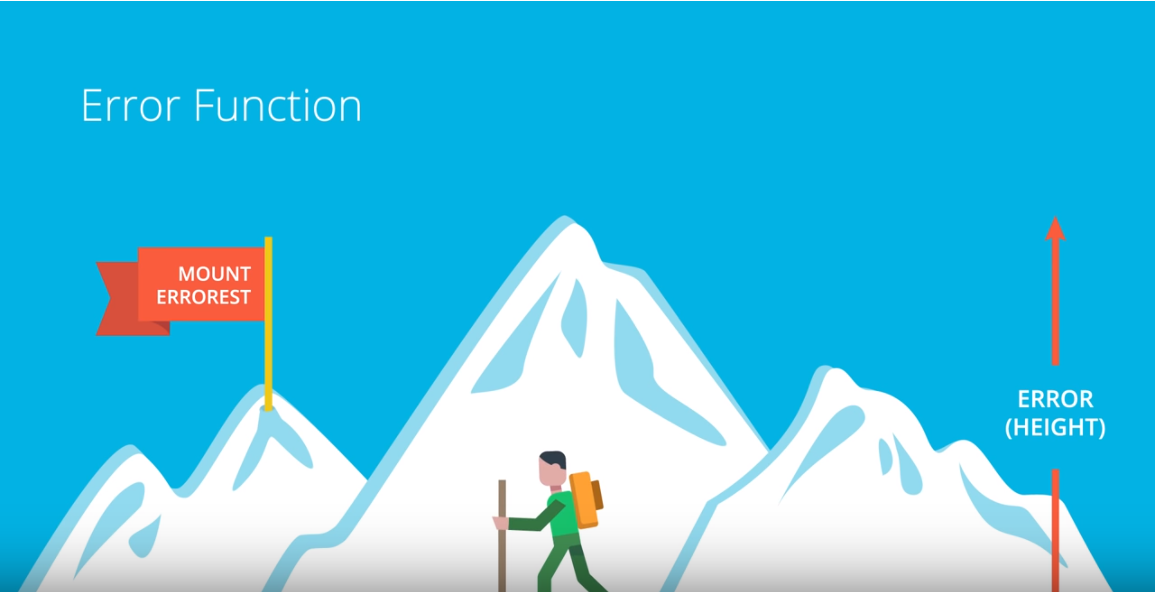 Error Function
MOUNT
ERROREST
ERROR
(HEIGHT)